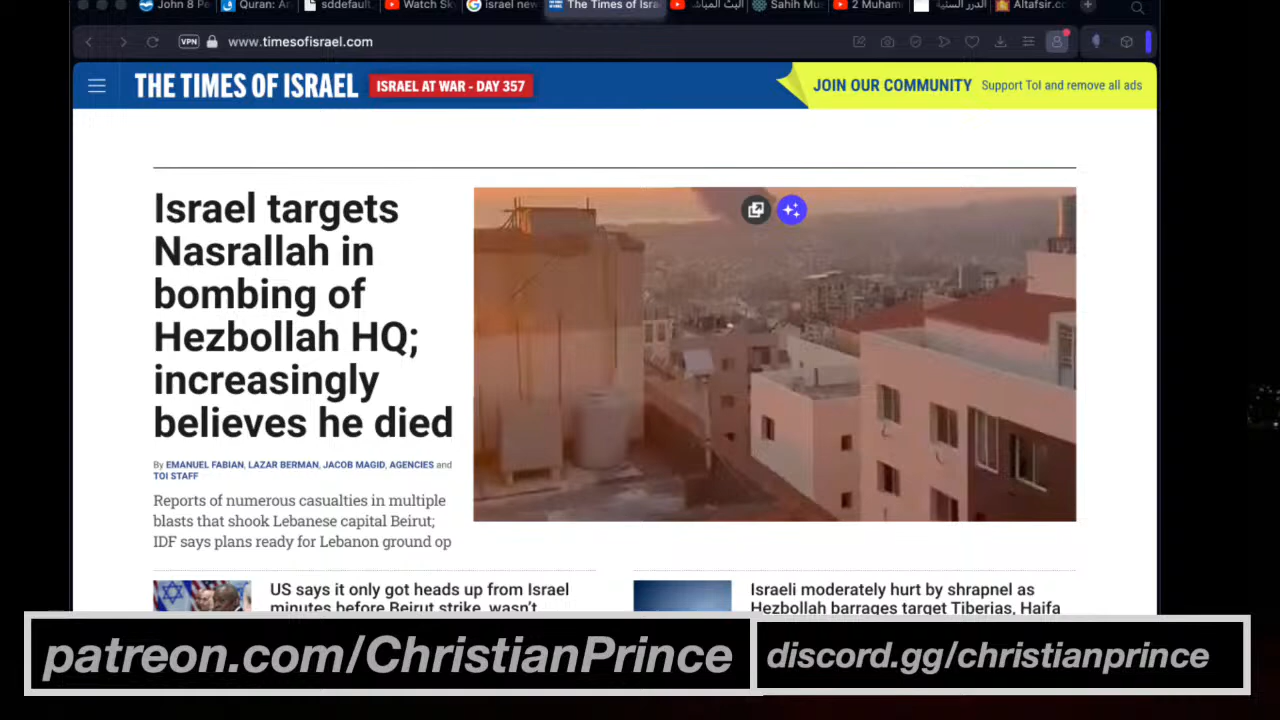 John 8 Pe
Quran: A
sddefault
Watch Sk
israel new
The Times of Isra
البث المباش
Sahih Mu
2 Muham
الدرر السنية
Altafsir.co
VPN
www.timesofisrael.com
THE TIMES OF ISRAEL
ISRAEL AT WAR - DAY 357
JOIN OUR COMMUNITY
Support ToI and remove all ads
Israel targets
Nasrallah in
bombing of
Hezbollah HQ;
increasingly
believes he died
By EMANUEL FABIAN, LAZAR BERMAN, JACOB MAGID, AGENCIES and
TOI STAFF
Reports of numerous casualties in multiple
blasts that shook Lebanese capital Beirut;
IDF says plans ready for Lebanon ground op
US says it only got heads up from Israel
minutes before Beirut strike, wasn't
Israeli moderately hurt by shrapnel as
Hezbollah barrages target Tiberias, Haifa
patreon.com/ChristianPrince
discord.gg/christianprince